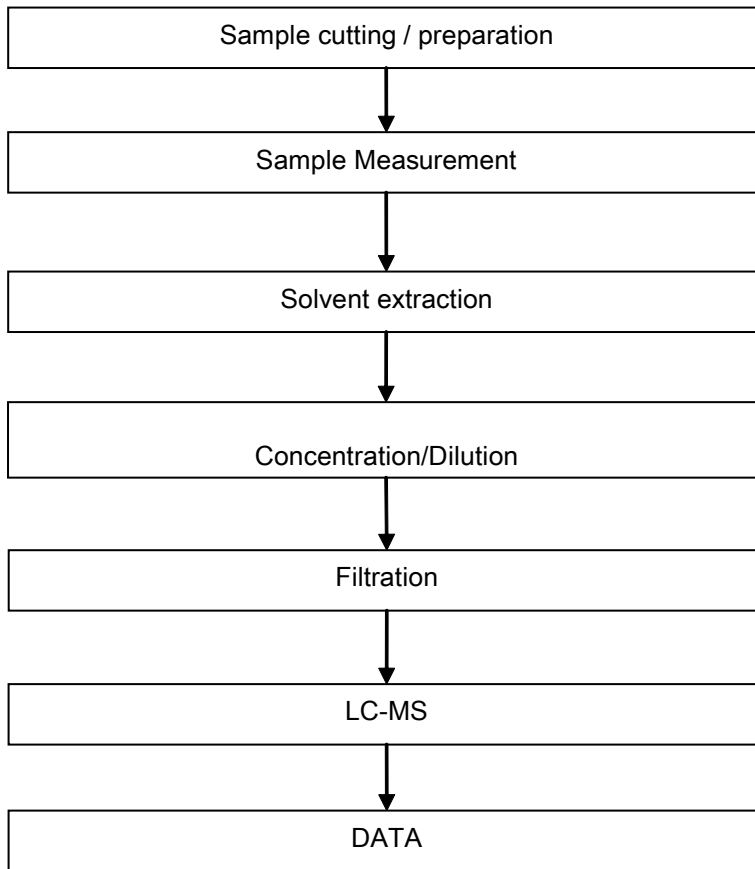 Sample cutting / preparation
Sample Measurement
Solvent extraction
Concentration/Dilution
Filtration
LC-MS
DATA